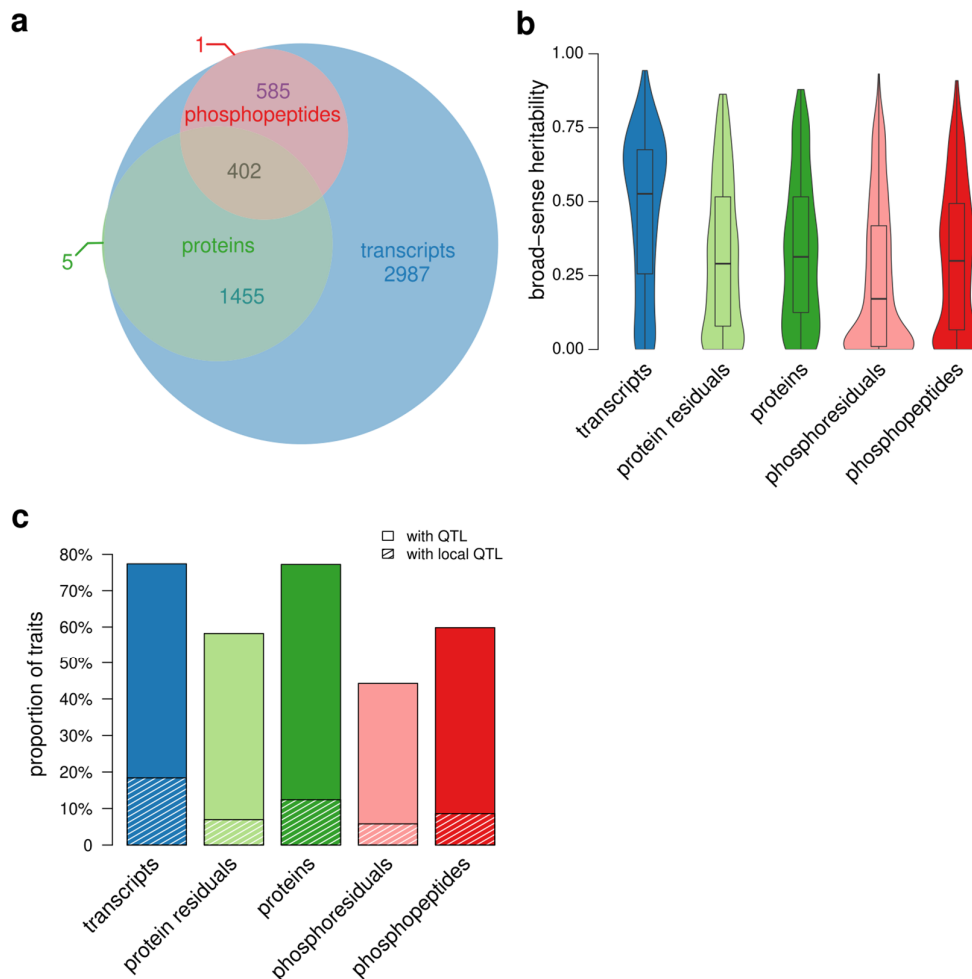 a
1
585
phosphopeptides
402
proteins
5
1455
transcripts
2987
b
broad−sense heritability
1.00
0.75
0.50
0.25
0.00
transcripts
protein residuals
proteins
phosphoresiduals
phosphopeptides
c
with QTL
with local QTL
proportion of traits
80%
70%
60%
50%
40%
30%
20%
10%
0
transcripts
protein residuals
proteins
phosphoresiduals
phosphopeptides